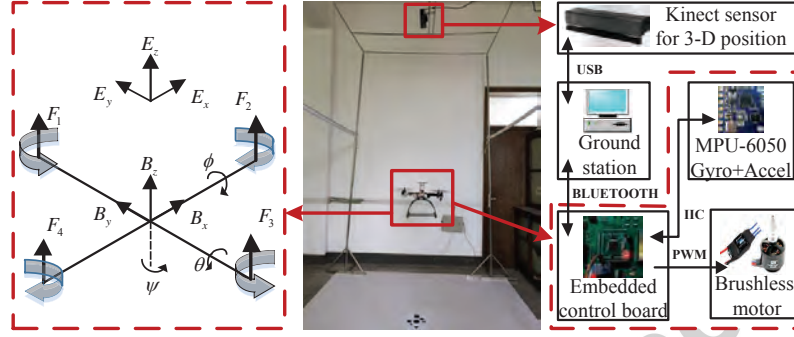 E_z
E_y
E_x
F_1
F_2
B_z
ϕ
B_y
B_x
F_4
F_3
θ
ψ
Kinect sensor
for 3-D position
USB
Ground
station
MPU-6050
Gyro+Accel
BLUETOOTH
IIC
PWM
Embedded
control board
Brushless
motor